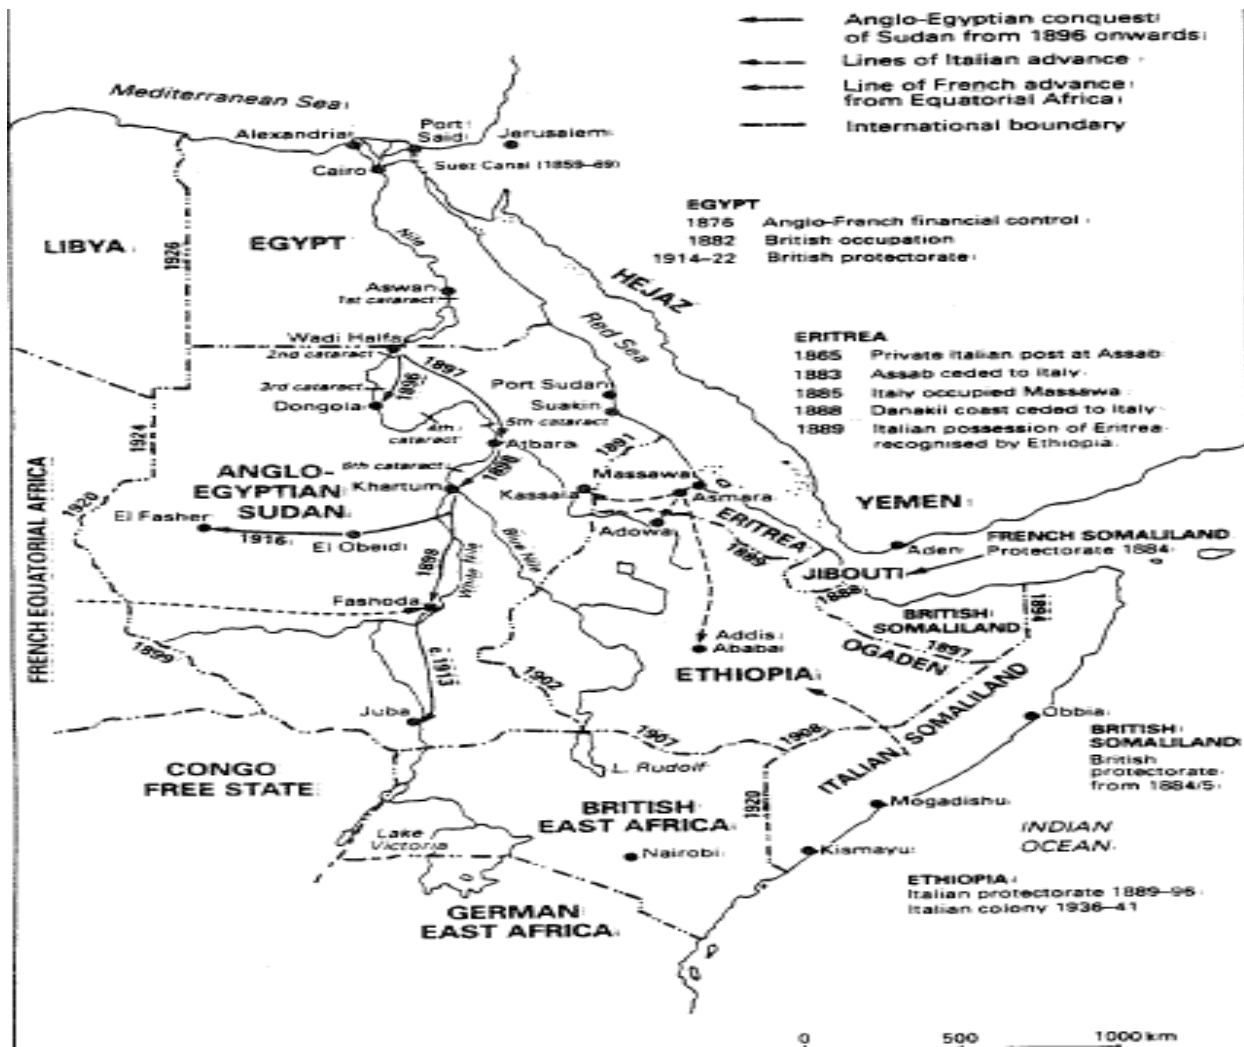 Anglo-Egyptian conquest
of Sudan from 1896 onwards
Lines of Italian advance
Line of French advance
from Equatorial Africa
International boundary
Mediterranean Sea
Alexandria
Port
Said
Jerusalem
Cairo
Suez Canal (1859–69)
EGYPT
1876 Anglo-French financial control
1882 British occupation
1914–22 British protectorate
LIBYA
1926
EGYPT
Nile
HEJAZ
Aswan
1st cataract
Red Sea
Wadi Halfa
2nd cataract
ERITREA
1865 Private Italian post at Assab
1883 Assab ceded to Italy
1885 Italy occupied Massawa
1888 Danakil coast ceded to Italy
1889 Italian possession of Eritrea
recognised by Ethiopia
1897
3rd cataract
1896
Port Sudan
Dongola
Suakin
4th
cataract
5th cataract
Atbara
1924
1891
6th cataract
1898
ANGLO-
EGYPTIAN
SUDAN
Khartum
Massawa
Kassala
Asmara
YEMEN
FRENCH EQUATORIAL AFRICA
1920
El Fasher
1916
El Obeid
Blue Nile
Adowa
ERITREA
1889
Aden
FRENCH SOMALILAND
Protectorate 1884
JIBOUTI
1888
1898
White Nile
Fashoda
BRITISH
SOMALILAND
1894
1899
c.1913
Addis
Ababa
OGADEN
1897
ETHIOPIA
1902
ITALIAN SOMALILAND
Juba
Obbia
1907
1908
BRITISH
SOMALILAND
British
protectorate
from 1884/5
CONGO
FREE STATE
L. Rudolf
1920
BRITISH
EAST AFRICA
Mogadishu
Lake
Victoria
INDIAN
OCEAN
Nairobi
Kismayu
ETHIOPIA
Italian protectorate 1889–96
Italian colony 1936–41
GERMAN
EAST AFRICA
0 500 1000 km